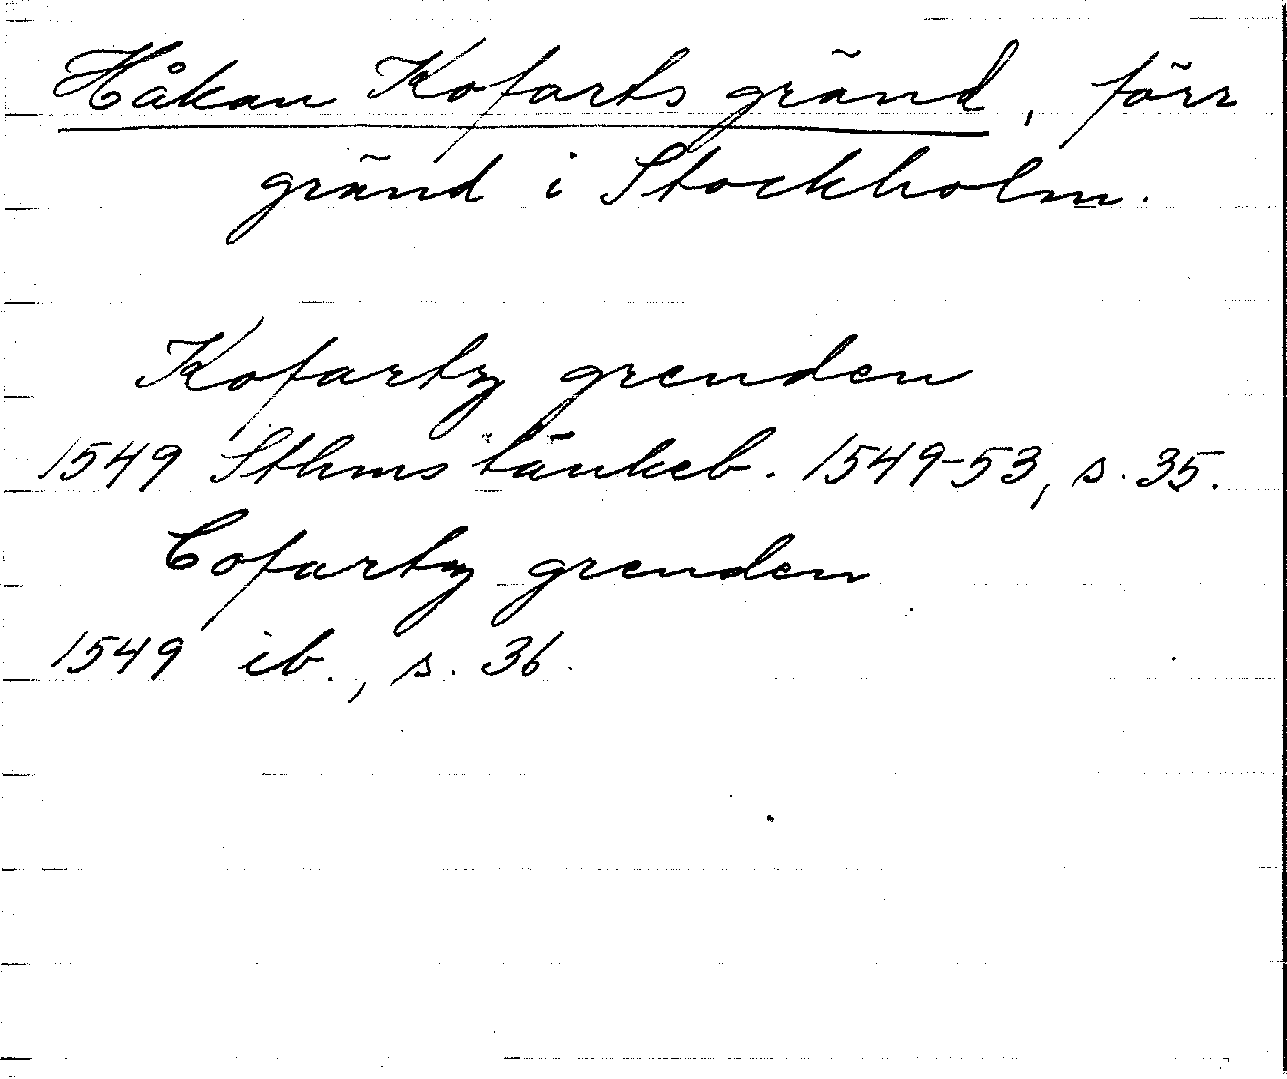 Håkan Kofarts gränd, förr
gränd i Stockholm.
Kofartz grenden
1549 Sthms tänkeb. 1549-53, s. 35.
Cofartz grenden
1549 ib., s. 36.